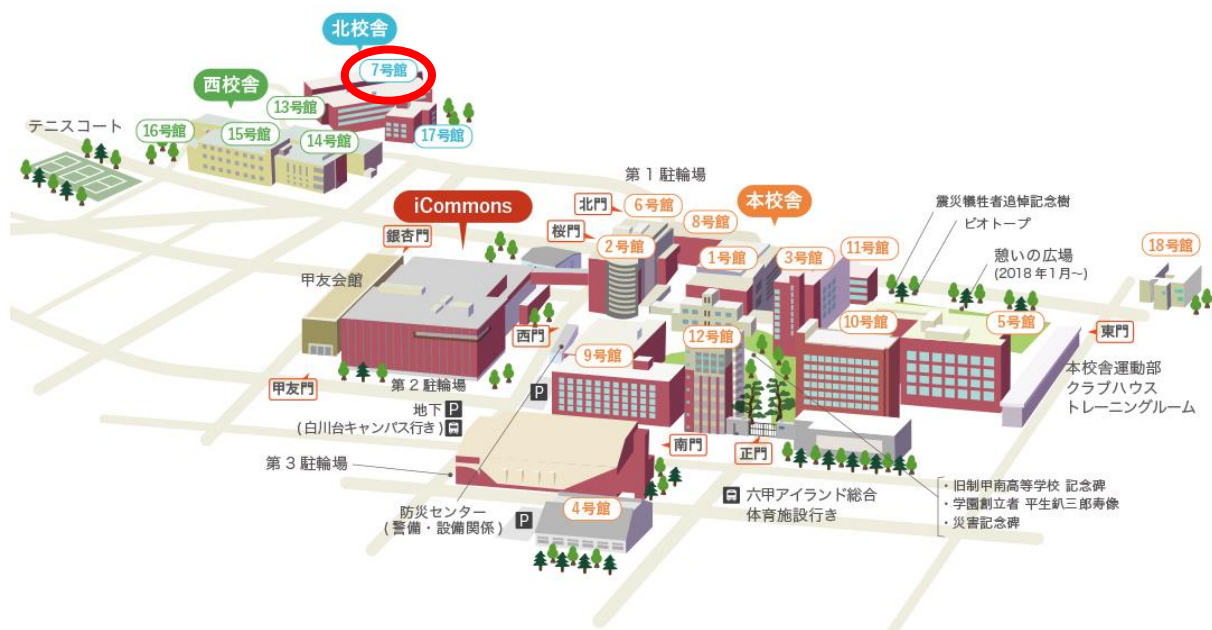 北校舎
7号館
西校舎
13号館
テニスコート
16号館
15号館
14号館
17号館
第1駐輪場
本校舎
iCommons
北門
6号館
8号館
震災犠牲者追悼記念樹
ビオトープ
銀杏門
桜門
2号館
1号館
3号館
11号館
憩いの広場
(2018年1月~)
18号館
甲友会館
西門
9号館
12号館
10号館
5号館
東門
本校舎運動部
クラブハウス
トレーニングルーム
甲友門
第2駐輪場
地下 P
(白川台キャンパス行き)
P
第3駐輪場
南門
正門
防災センター
(警備・設備関係)
P
4号館
六甲アイランド総合
体育施設行き
・旧制甲南高等学校 記念碑
・学園創立者 平生釟三郎寿像
・災害記念碑